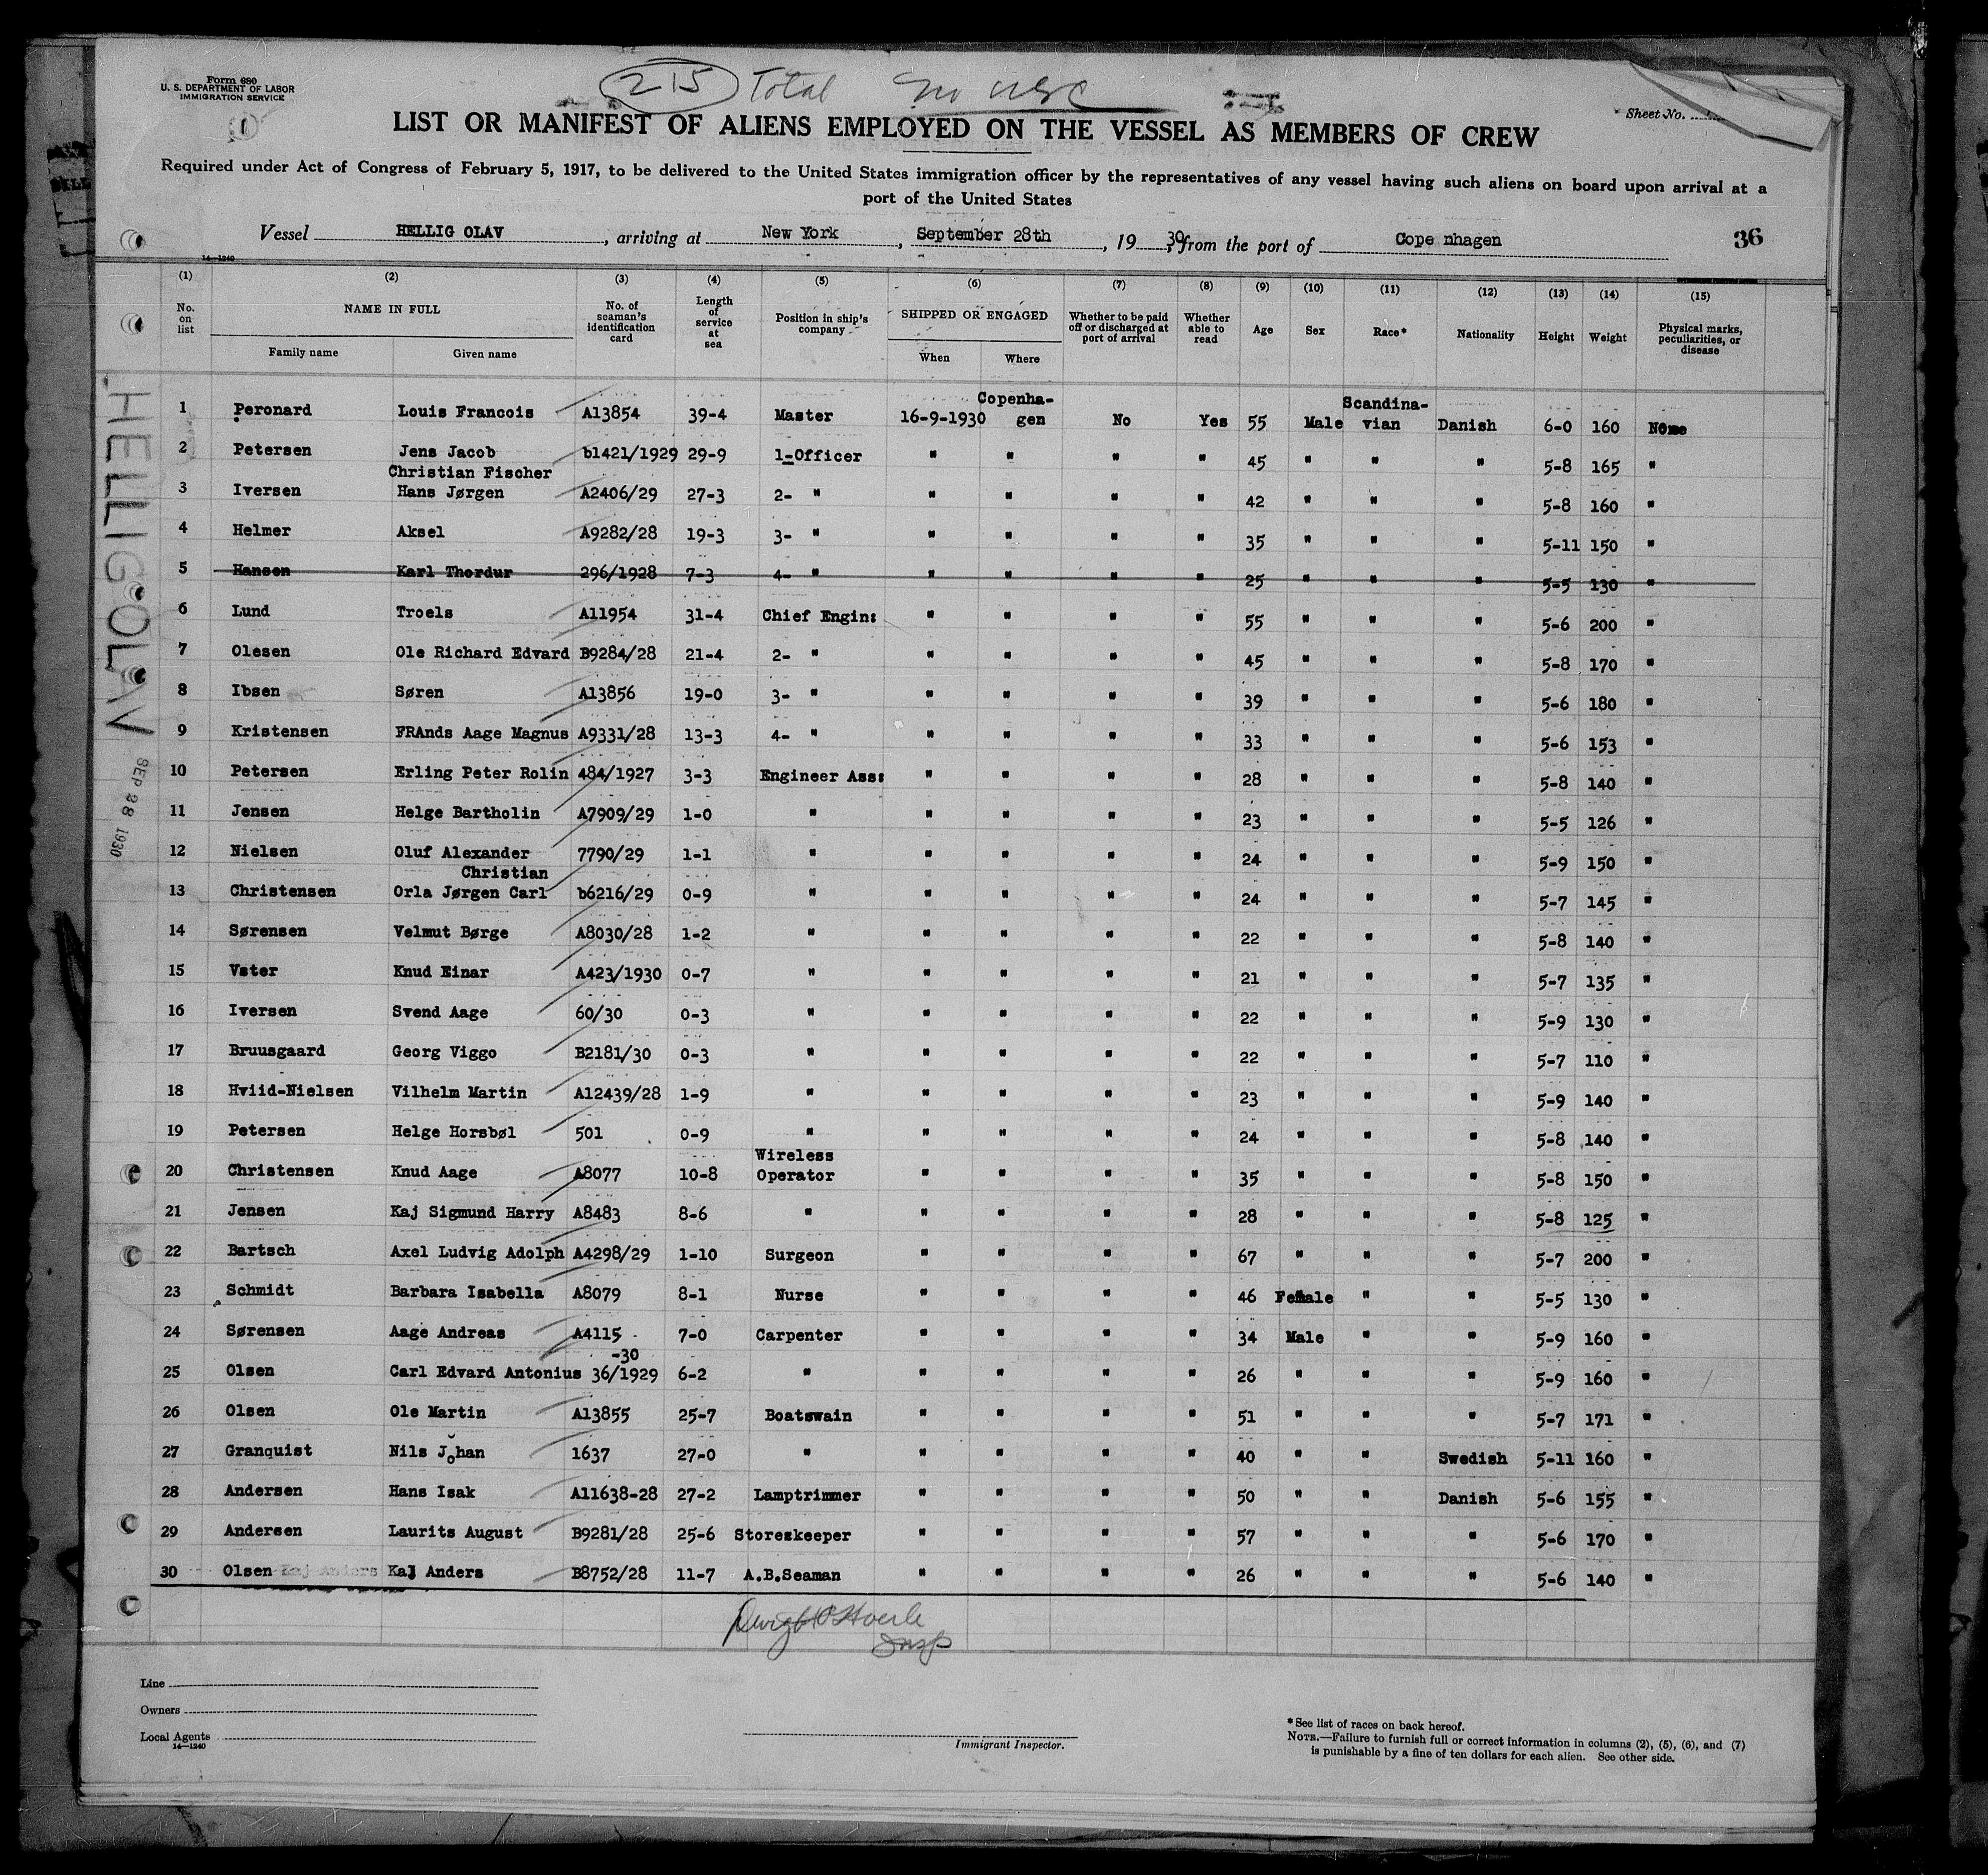 Form 680
U. S. DEPARTMENT OF LABOR
IMMIGRATION SERVICE
1
215 Total
Sheet No.
LIST OR MANIFEST OF ALIENS EMPLOYED ON THE VESSEL AS MEMBERS OF CREW
Required under Act of Congress of February 5, 1917, to be delivered to the United States immigration officer by the representatives of any vessel having such aliens on board upon arrival at a
port of the United States
Vessel HELLIG OLAV, arriving at New York, September 28th, 19 30, from the port of Cope nhagen 36
14—1240
(1) (2) (3) (4) (5) (6) (7) (8) (9) (10) (11) (12) (13) (14) (15)
No. on list NAME IN FULL Family name Given name No. of seaman's identification card Length of service at sea Position in ship's company SHIPPED OR ENGAGED When Where Whether to be paid off or discharged at port of arrival Whether able to read Age Sex Race* Nationality Height Weight Physical marks, peculiarities, or disease
HELLIG OLAV
SEP 28 1930
1 Peronard Louis Francois A13854 39-4 Master 16-9-1930 Copenha-gen No Yes 55 Male Scandina-vian Danish 6-0 160 None
2 Petersen Jens Jacob b1421/1929 29-9 1-Officer " " " " 45 " " " 5-8 165 "
Christian Fischer
3 Iversen Hans Jørgen A2406/29 27-3 2- " " " " " 42 " " " 5-8 160 "
4 Helmer Aksel A9282/28 19-3 3- " " " " " 35 " " " 5-11 150 "
5 Hansen Karl Thordur 296/1928 7-3 4- " " " " " 25 " " " 5-5 130 "
6 Lund Troels A11954 31-4 Chief Engin: " " " " 55 " " " 5-6 200 "
7 Olesen Ole Richard Edvard B9284/28 21-4 2- " " " " " 45 " " " 5-8 170 "
8 Ibsen Søren A13856 19-0 3- " " " " " 39 " " " 5-6 180 "
9 Kristensen FRAnds Aage Magnus A9331/28 13-3 4- " " " " " 33 " " " 5-6 153 "
10 Petersen Erling Peter Rolin 484/1927 3-3 Engineer Ass: " " " " 28 " " " 5-8 140 "
11 Jensen Helge Bartholin A7909/29 1-0 " " " " " 23 " " " 5-5 126 "
12 Nielsen Oluf Alexander 7790/29 1-1 " " " " " 24 " " " 5-9 150 "
Christian
13 Christensen Orla Jørgen Carl b6216/29 0-9 " " " " " 24 " " " 5-7 145 "
14 Sørensen Velmut Børge A8030/28 1-2 " " " " " 22 " " " 5-8 140 "
15 Vater Knud Einar A423/1930 0-7 " " " " " 21 " " " 5-7 135 "
16 Iversen Svend Aage 60/30 0-3 " " " " " 22 " " " 5-9 130 "
17 Bruusgaard Georg Viggo B2181/30 0-3 " " " " " 22 " " " 5-7 110 "
18 Hviid-Nielsen Vilhelm Martin A12439/28 1-9 " " " " " 23 " " " 5-9 140 "
19 Petersen Helge Horsbøl 501 0-9 " " " " " 24 " " " 5-8 140 "
Wireless
20 Christensen Knud Aage A8077 10-8 Operator " " " " 35 " " " 5-8 150 "
21 Jensen Kaj Sigmund Harry A8483 8-6 " " " " " 28 " " " 5-8 125 "
22 Bartsch Axel Ludvig Adolph A4298/29 1-10 Surgeon " " " " 67 " " " 5-7 200 "
23 Schmidt Barbara Isabella A8079 8-1 Nurse " " " " 46 Female " " 5-5 130 "
24 Sørensen Aage Andreas A4115 7-0 Carpenter " " " " 34 Male " " 5-9 160 "
-30
25 Olsen Carl Edvard Antonius 36/1929 6-2 " " " " " 26 " " " 5-9 160 "
26 Olsen Ole Martin A13855 25-7 Boatswain " " " " 51 " " " 5-7 171 "
27 Granquist Nils Johan 1637 27-0 " " " " " 40 " " Swedish 5-11 160 "
28 Andersen Hans Isak A11638-28 27-2 Lamptrimmer " " " " 50 " " Danish 5-6 155 "
29 Andersen Laurits August B9281/28 25-6 Storeskeeper " " " " 57 " " " 5-6 170 "
30 Olsen Kaj Anders Kaj Anders B8752/28 11-7 A.B.Seaman " " " " 26 " " " 5-6 140 "
Insp
Line
Owners
Local Agents
14—1240
Immigrant Inspector.
*See list of races on back hereof.
NOTE.—Failure to furnish full or correct information in columns (2), (5), (6), and (7)
is punishable by a fine of ten dollars for each alien. See other side.